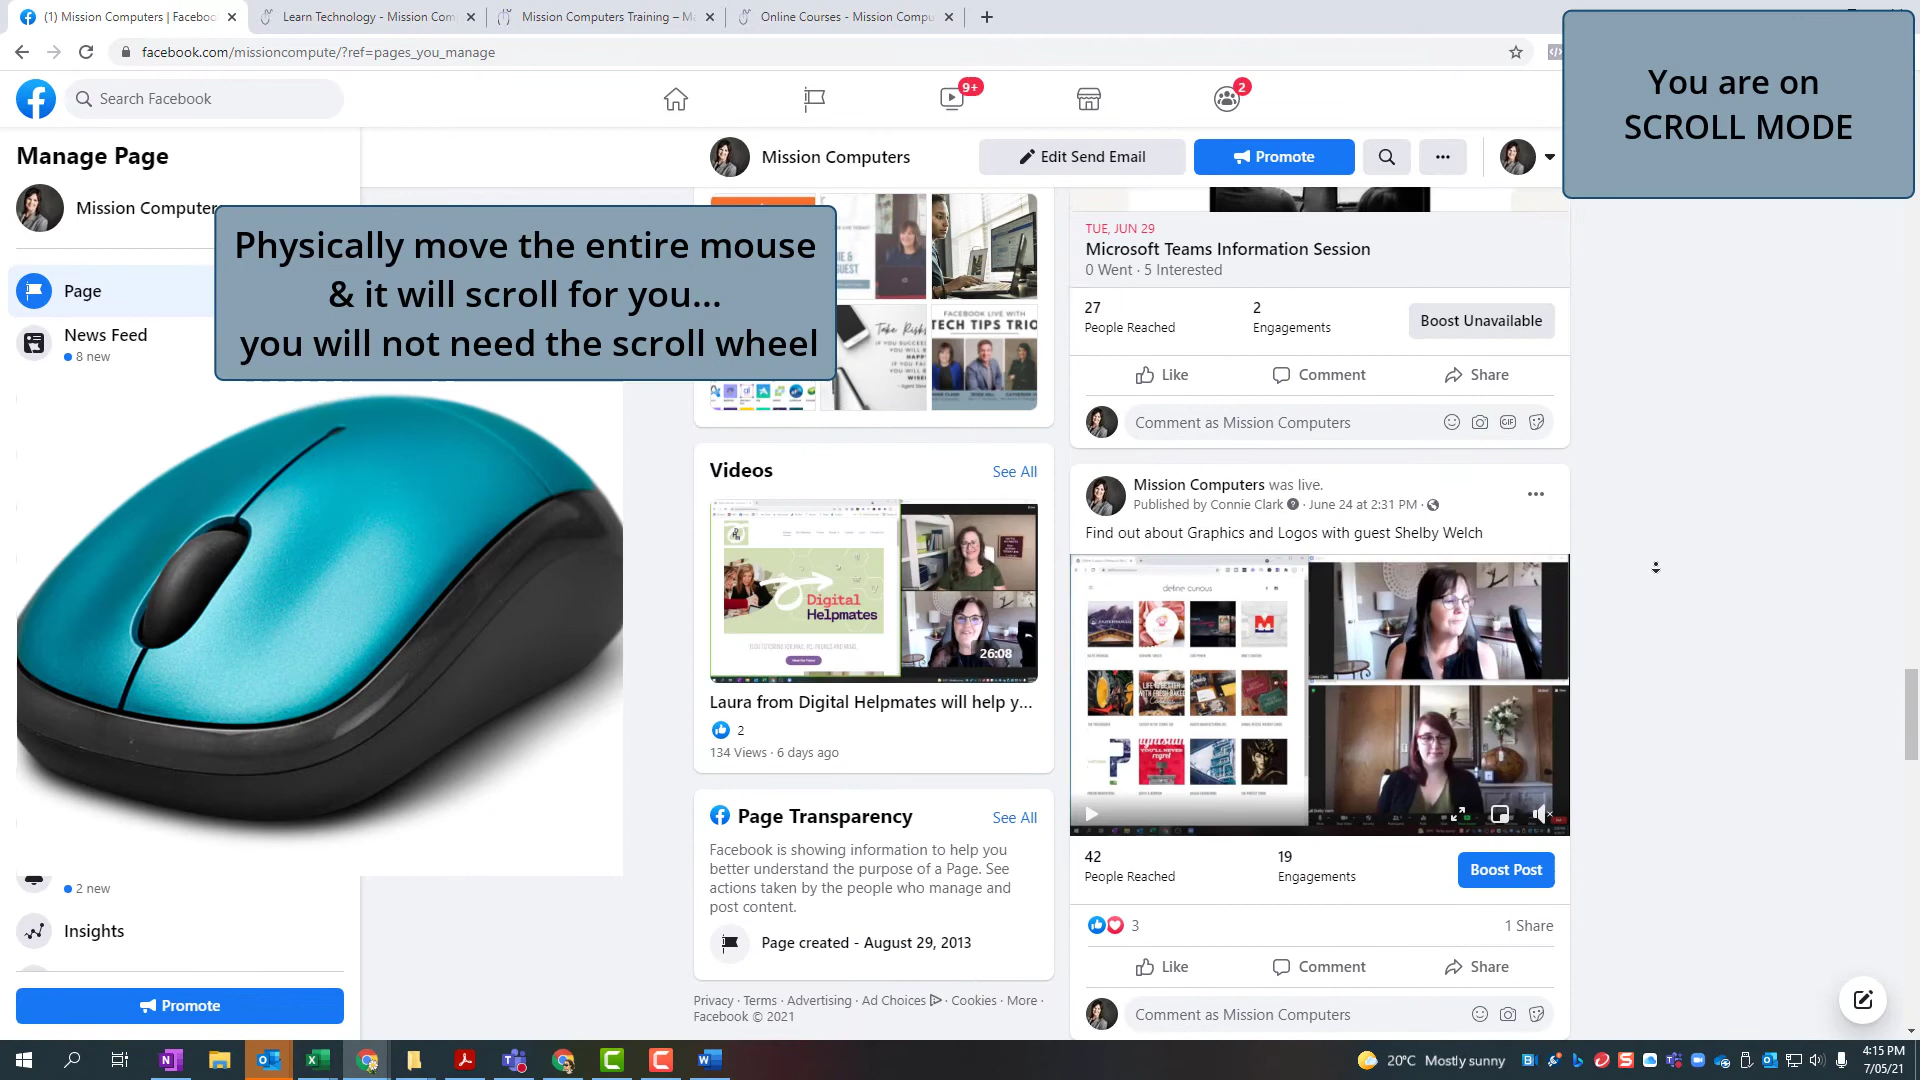 (1) Mission Computers | Facebo
Learn Technology - Mission Com
Mission Computers Training – M
Online Courses - Mission Compu
facebook.com/missioncompute/?ref=pages_you_manage
You are on
SCROLL MODE
Search Facebook
9+
2
Manage Page
Mission Computers
Edit Send Email
Promote
Mission Computer
Physically move the entire mouse
& it will scroll for you...
you will not need the scroll wheel
Page
News Feed
8 new
2 new
Insights
Promote
Take Risks
FACEBOOK LIVE WITH
TECH TIPS TRIO
Videos
See All
Digital
Helpmates
26:08
Laura from Digital Helpmates will help y...
2
134 Views · 6 days ago
Page Transparency
See All
Facebook is showing information to help you
better understand the purpose of a Page. See
actions taken by the people who manage and
post content.
Page created - August 29, 2013
Privacy · Terms · Advertising · Ad Choices · Cookies · More ·
Facebook © 2021
TUE, JUN 29
Microsoft Teams Information Session
0 Went · 5 Interested
27
People Reached
2
Engagements
Boost Unavailable
Like
Comment
Share
Comment as Mission Computers
GIF
Mission Computers was live.
Published by Connie Clark · June 24 at 2:31 PM ·
Find out about Graphics and Logos with guest Shelby Welch
define curious
42
People Reached
19
Engagements
Boost Post
3
1 Share
Like
Comment
Share
Comment as Mission Computers
20°C Mostly sunny
4:15 PM
7/05/21